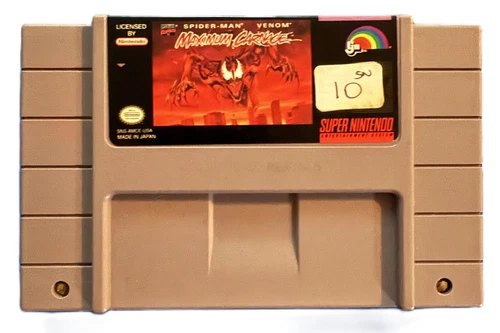 LICENSED
BY
Nintendo
SPIDER-MAN VENOM
MAXIMUM CARNAGE
LJN
10
SUPER NINTENDO
ENTERTAINMENT SYSTEM
SNS-AMCE-USA
MADE IN JAPAN